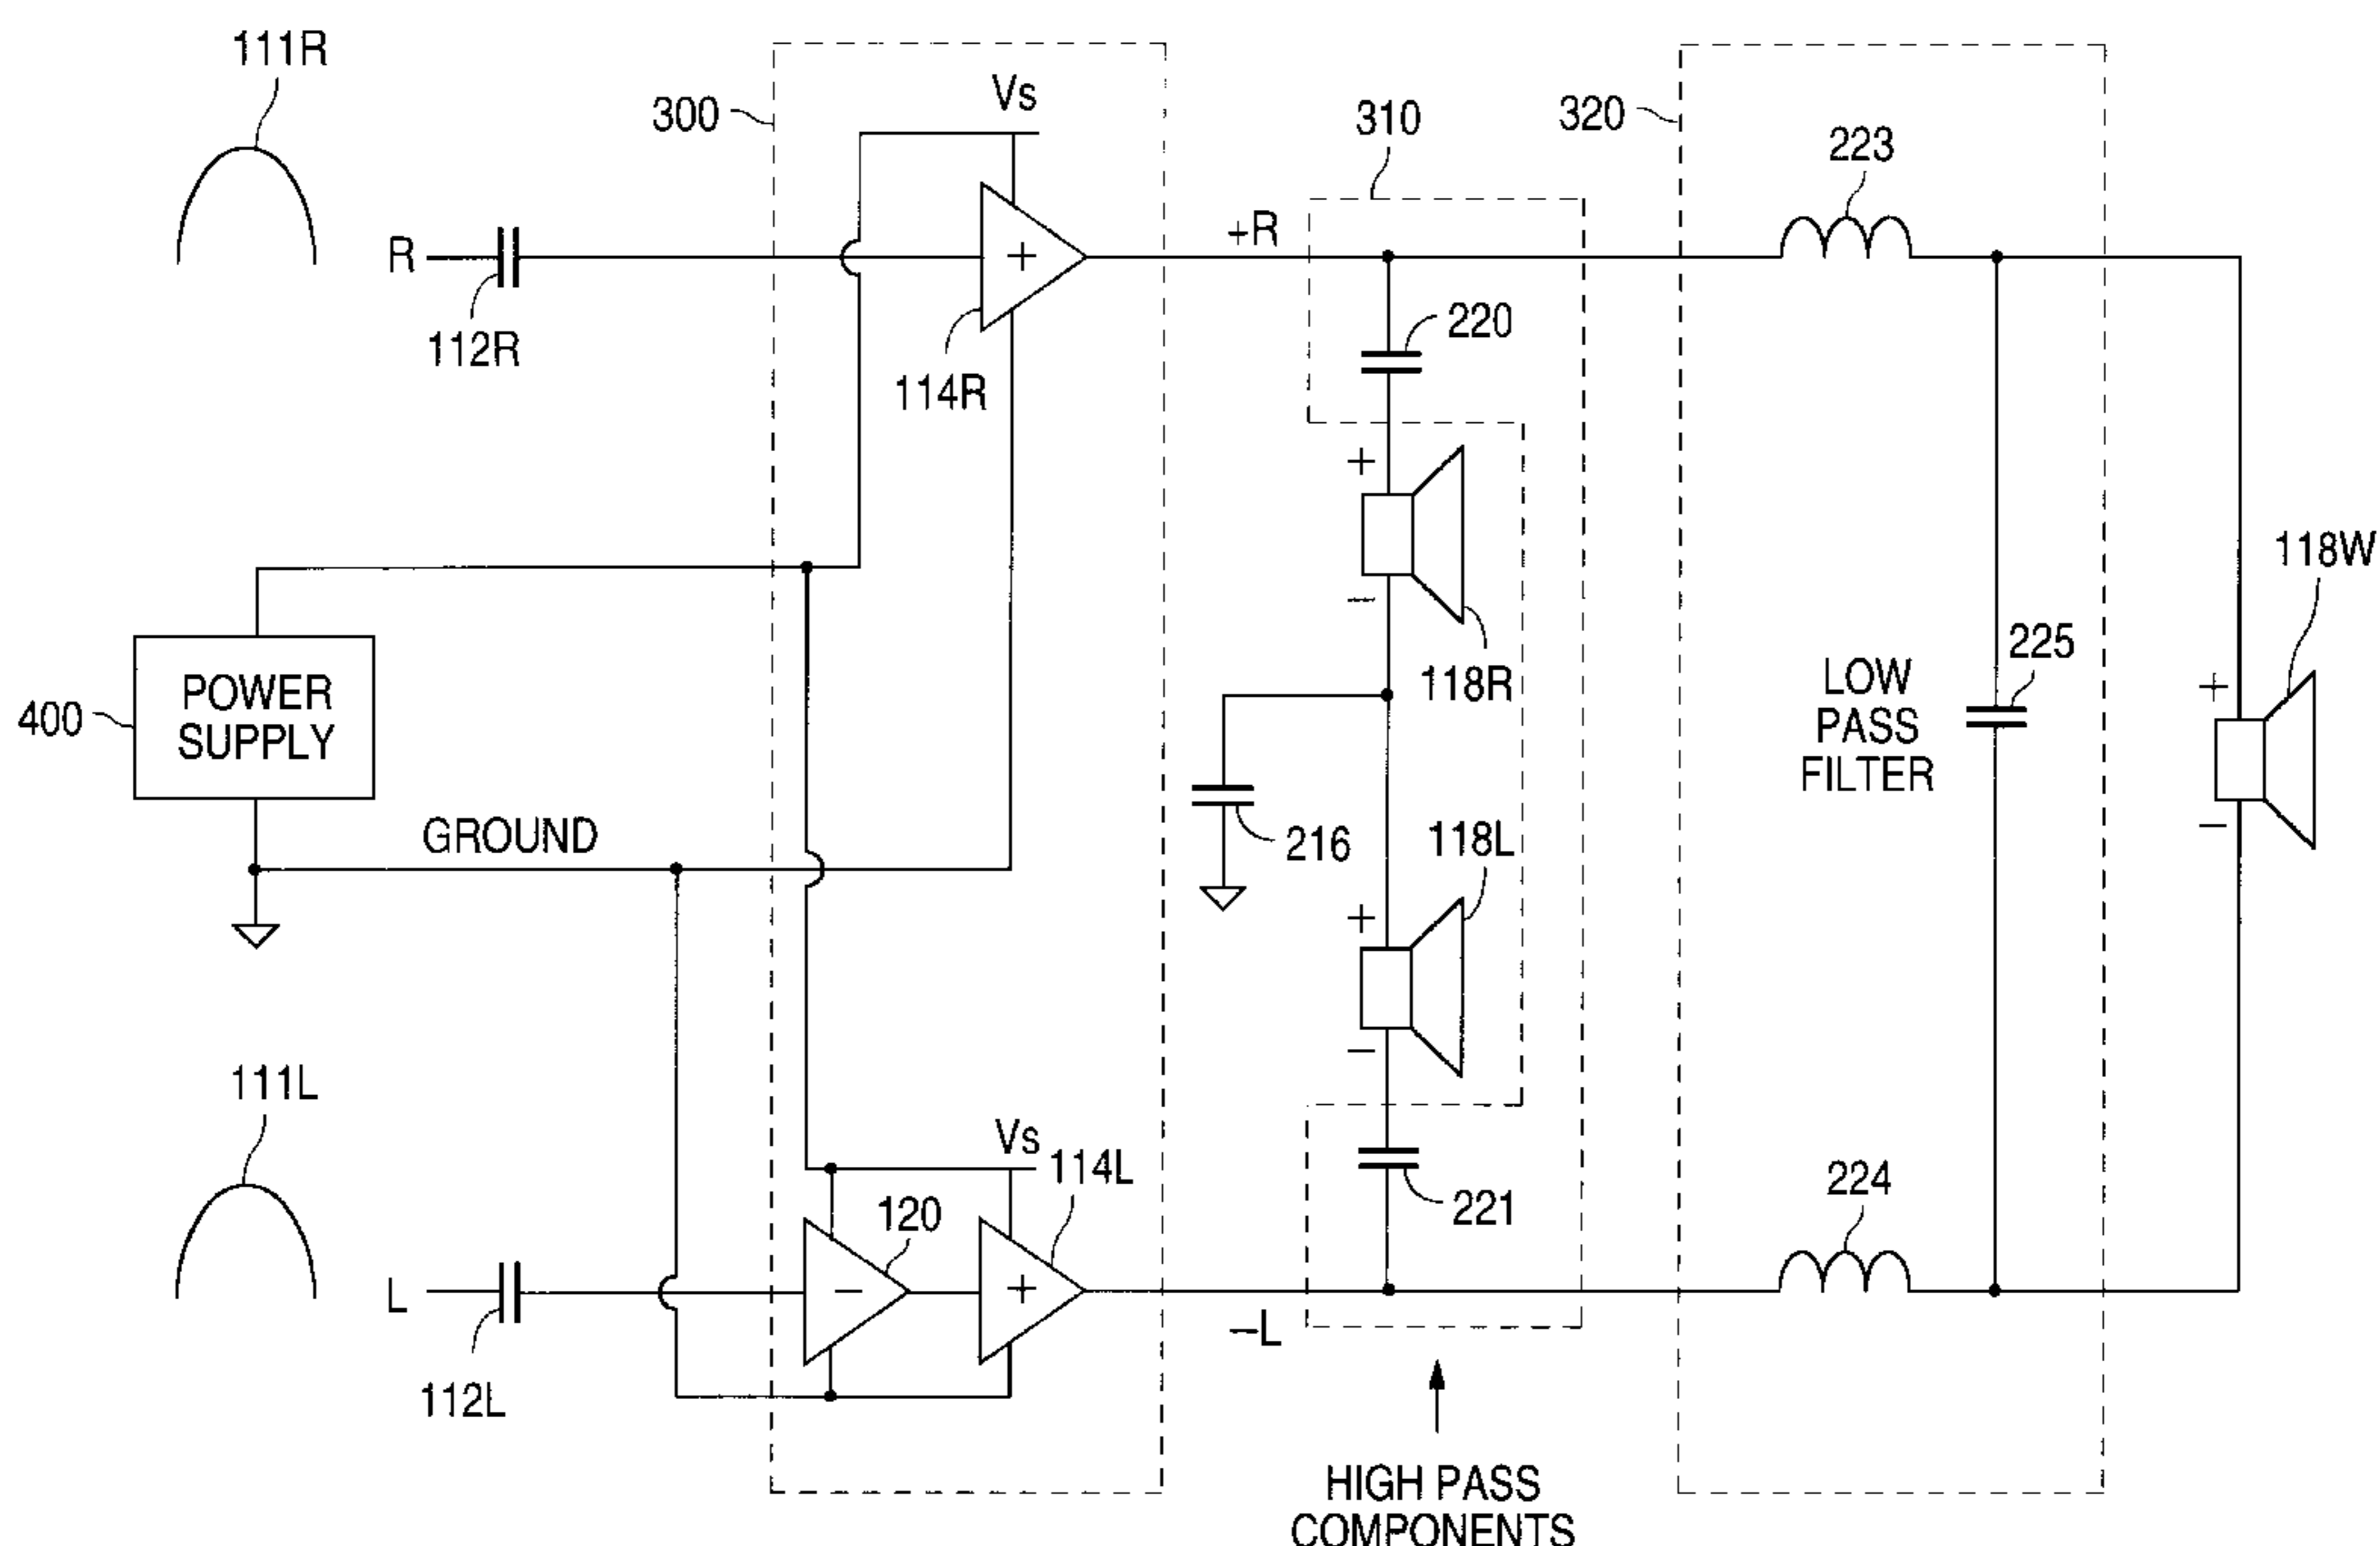 111R
300
Vs
310
320
223
R
+R
+
112R
114R
220
+
−
118R
118W
225
+
−
400
POWER
SUPPLY
LOW
PASS
FILTER
GROUND
216
118L
+
−
111L
Vs
114L
120
221
224
L
−
+
−L
112L
HIGH PASS
COMPONENTS